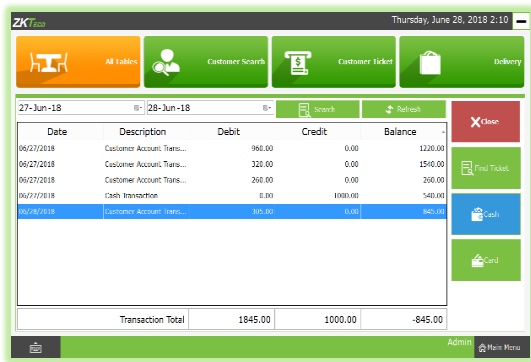 ZKTeco
Thursday, June 28, 2018 2:10
All Tables Customer Search Customer Ticket Delivery
27-Jun-18 28-Jun-18 Search Refresh
Date Description Debit Credit Balance
06/27/2018 Customer Account Trans... 960.00 0.00 1220.00
06/27/2018 Customer Account Trans... 320.00 0.00 1540.00
06/27/2018 Customer Account Trans... 260.00 0.00 260.00
06/27/2018 Cash Transaction 0.00 1000.00 540.00
06/28/2018 Customer Account Trans... 305.00 0.00 845.00
Transaction Total 1845.00 1000.00 -845.00
Close
Find Ticket
Cash
Card
Admin
Main Menu